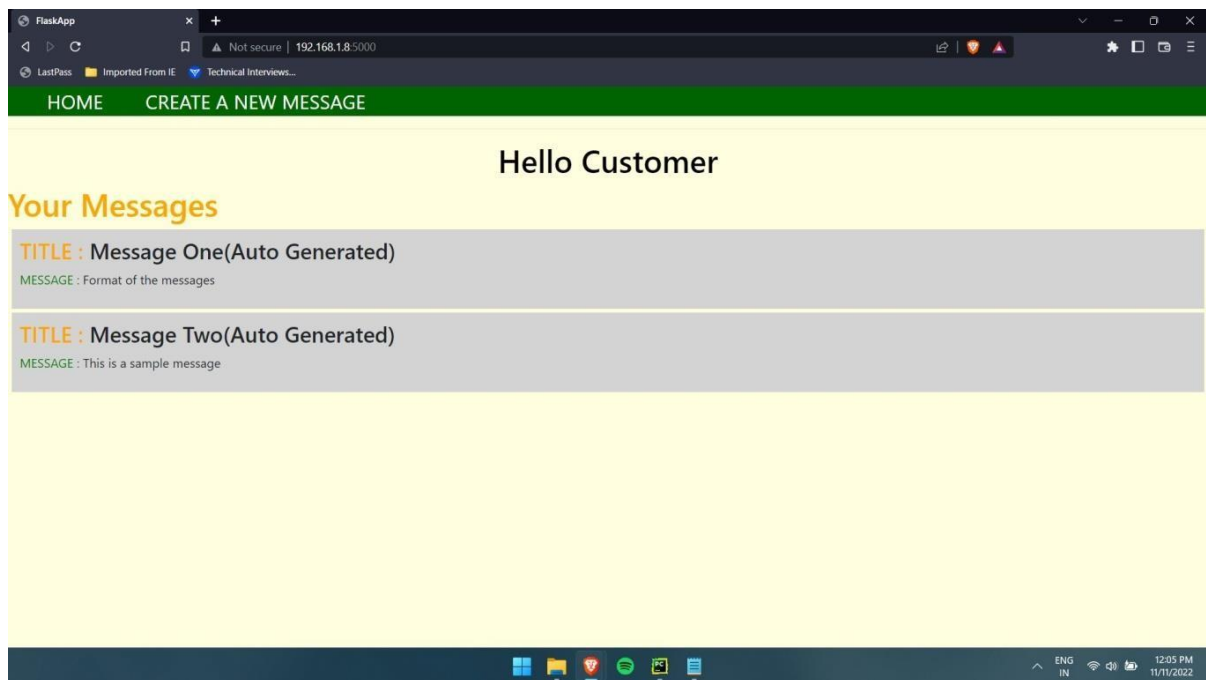 FlaskApp
Not secure | 192.168.1.8:5000
LastPass Imported From IE Technical Interviews...
HOME CREATE A NEW MESSAGE
Hello Customer
Your Messages
TITLE : Message One(Auto Generated)
MESSAGE : Format of the messages
TITLE : Message Two(Auto Generated)
MESSAGE : This is a sample message
PC
ENG
IN
12:05 PM
11/11/2022